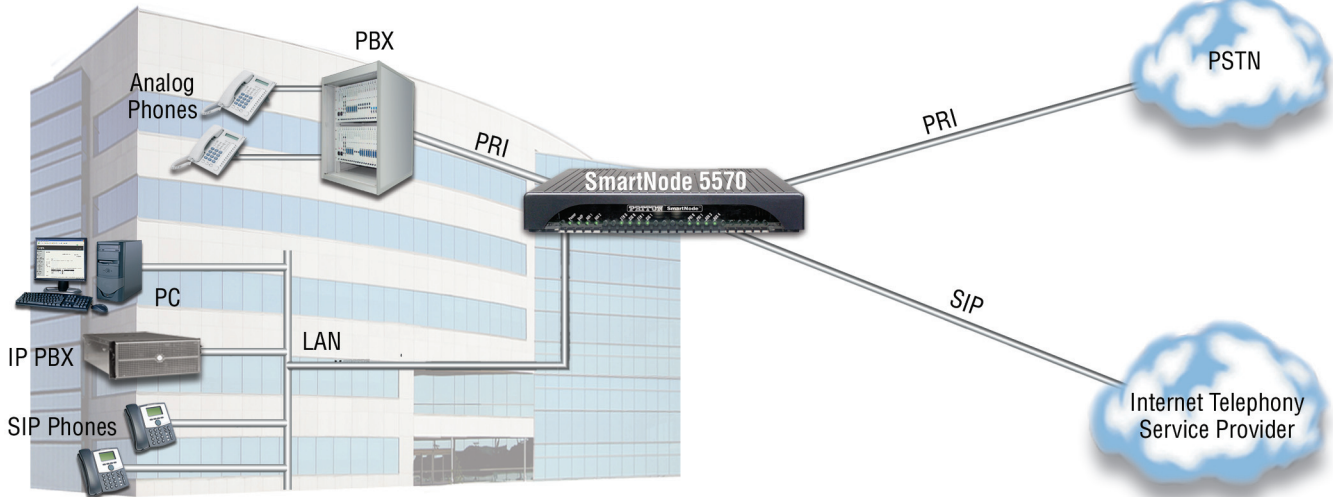 PBX
Analog
Phones
PRI
SmartNode 5570
PATTON SmartNode
PRI
PSTN
PC
LAN
IP PBX
SIP Phones
SIP
Internet Telephony
Service Provider